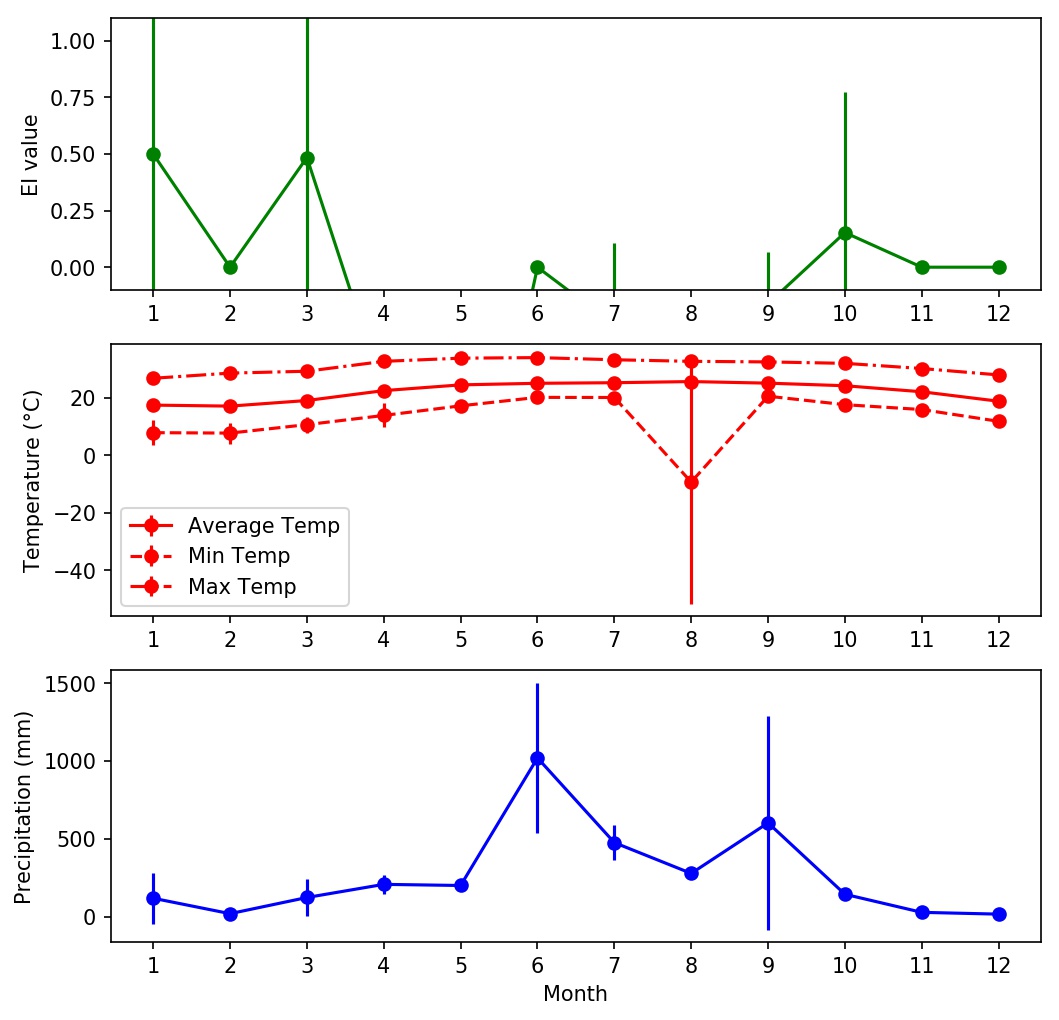 EI value
1.00
0.75
0.50
0.25
0.00
1 2 3 4 5 6 7 8 9 10 11 12
Temperature (°C)
20
0
−20
−40
Average Temp
Min Temp
Max Temp
1 2 3 4 5 6 7 8 9 10 11 12
Precipitation (mm)
1500
1000
500
0
1 2 3 4 5 6 7 8 9 10 11 12
Month